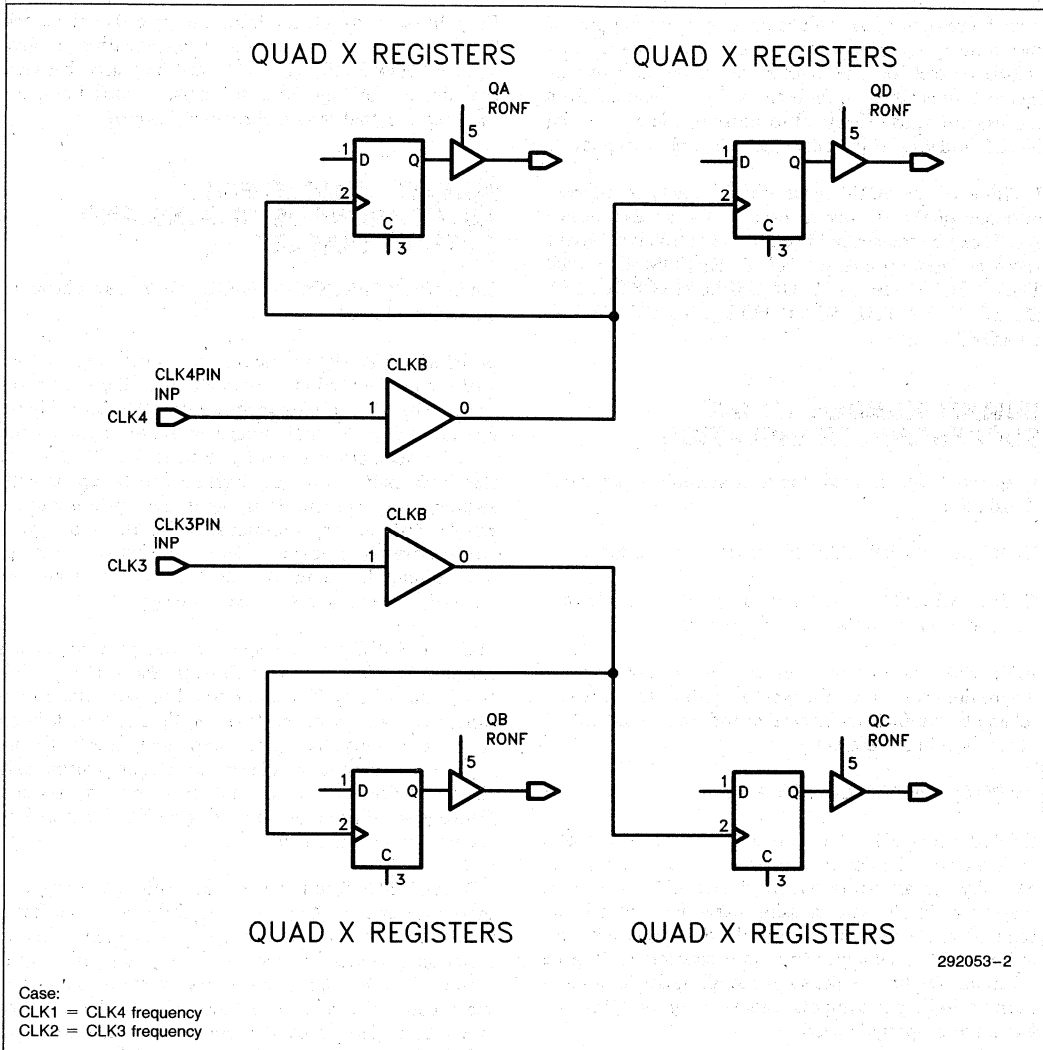 QUAD X REGISTERS
QUAD X REGISTERS
QA
RONF
5
1
D
Q
2
C
3
QD
RONF
5
1
D
Q
2
C
3
CLK4PIN
INP
CLK4
CLKB
1
0
CLK3PIN
INP
CLK3
CLKB
1
0
QB
RONF
5
1
D
Q
2
C
3
QC
RONF
5
1
D
Q
2
C
3
QUAD X REGISTERS
QUAD X REGISTERS
292053-2
Case:
CLK1 = CLK4 frequency
CLK2 = CLK3 frequency